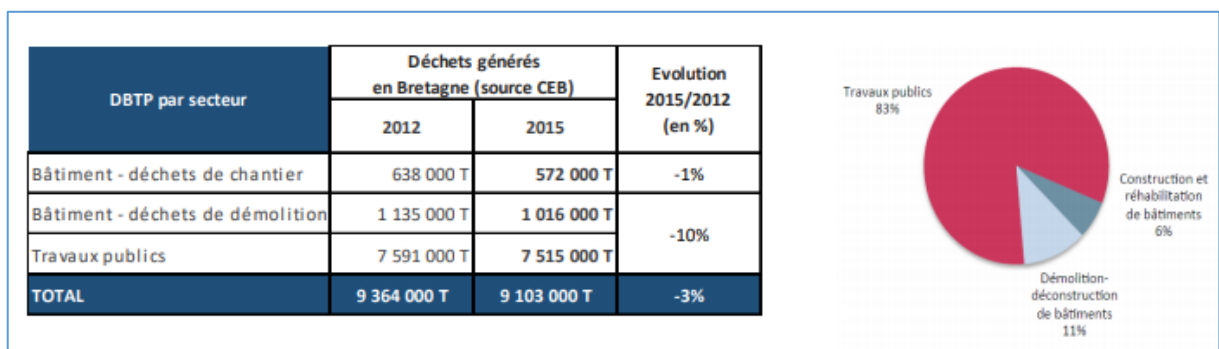 DBTP par secteur
Déchets générés
en Bretagne (source CEB)
Evolution
2015/2012
(en %)
2012
2015
Bâtiment - déchets de chantier
638 000 T
572 000 T
-1%
Bâtiment - déchets de démolition
1 135 000 T
1 016 000 T
-10%
Travaux publics
7 591 000 T
7 515 000 T
TOTAL
9 364 000 T
9 103 000 T
-3%
Travaux publics
83%
Construction et
réhabilitation
de bâtiments
6%
Démolition-
déconstruction
de bâtiments
11%